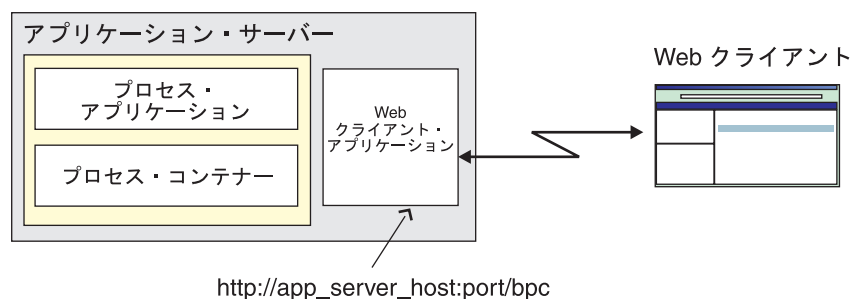 アプリケーション・サーバー
プロセス・
アプリケーション
プロセス・コンテナー
Web
クライアント・
アプリケーション
Web クライアント
http://app_server_host:port/bpc